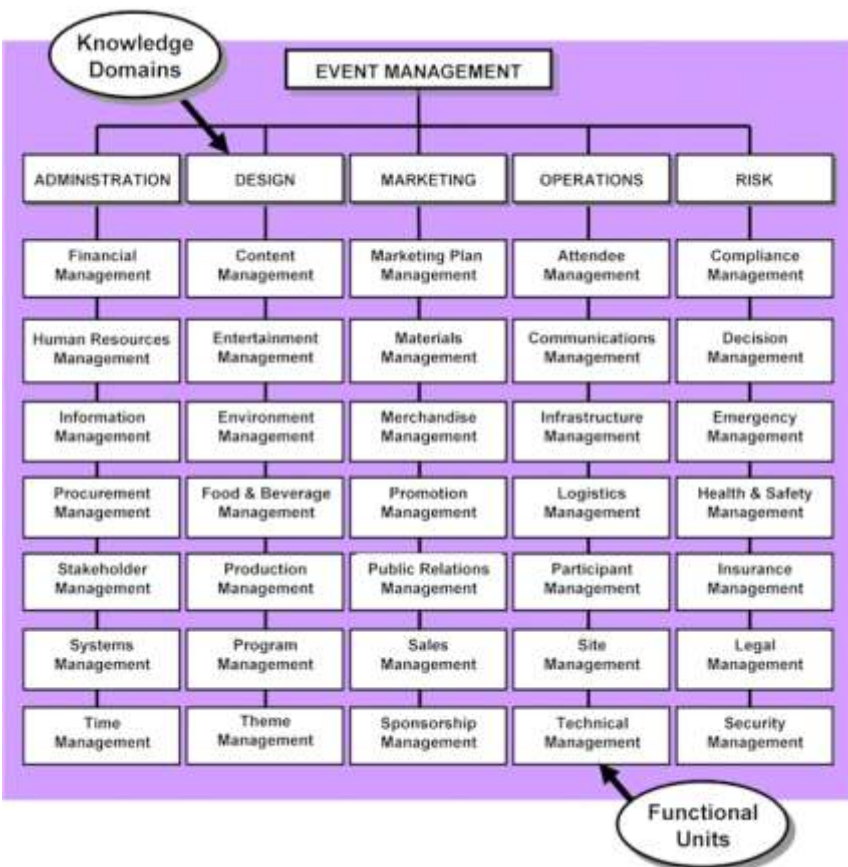 Knowledge
Domains
EVENT MANAGEMENT
ADMINISTRATION
DESIGN
MARKETING
OPERATIONS
RISK
Financial
Management
Content
Management
Marketing Plan
Management
Attendee
Management
Compliance
Management
Human Resources
Management
Entertainment
Management
Materials
Management
Communications
Management
Decision
Management
Information
Management
Environment
Management
Merchandise
Management
Infrastructure
Management
Emergency
Management
Procurement
Management
Food & Beverage
Management
Promotion
Management
Logistics
Management
Health & Safety
Management
Stakeholder
Management
Production
Management
Public Relations
Management
Participant
Management
Insurance
Management
Systems
Management
Program
Management
Sales
Management
Site
Management
Legal
Management
Time
Management
Theme
Management
Sponsorship
Management
Technical
Management
Security
Management
Functional
Units